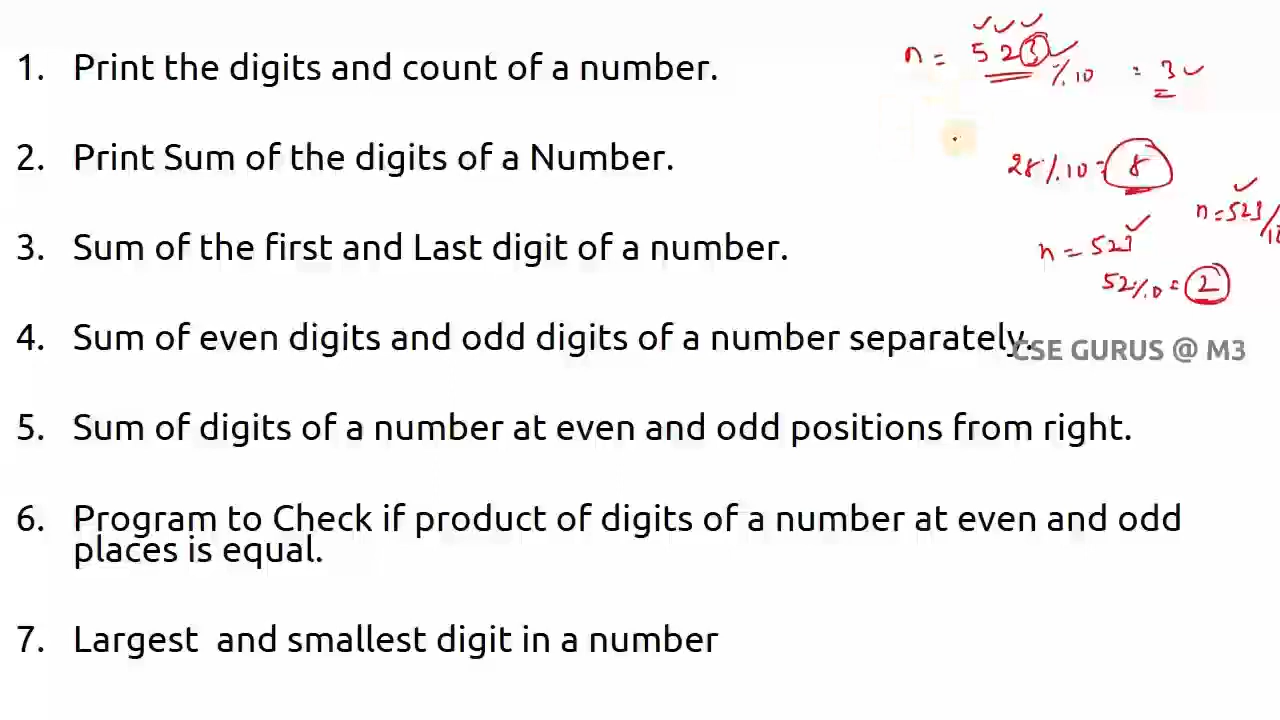 1. Print the digits and count of a number.
2. Print Sum of the digits of a Number.
3. Sum of the first and Last digit of a number.
4. Sum of even digits and odd digits of a number separately.
5. Sum of digits of a number at even and odd positions from right.
6. Program to Check if product of digits of a number at even and odd
places is equal.
7. Largest and smallest digit in a number
n = 523 % 10 = 3
28 % 10 = 8
n = 523/10
n = 523
52 % 10 = 2
CSE GURUS @ M3